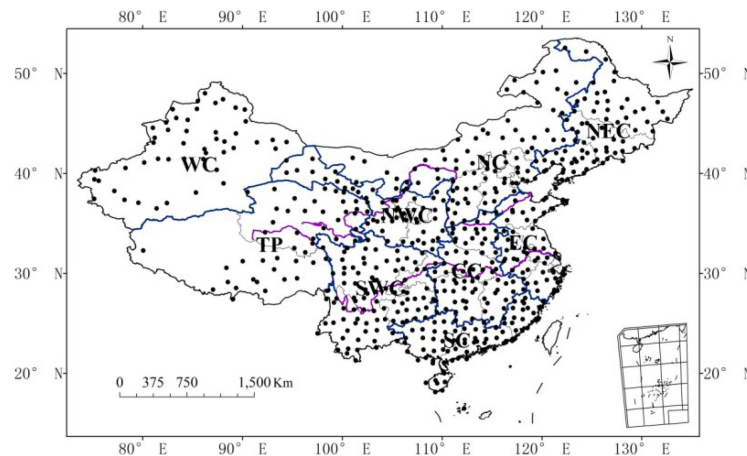 80° E 90° E 100° E 110° E 120° E 130° E
N
50° N 50° N
NEC
WC NC
40° N 40° N
NWC
TP EC
30° N CC 30° N
SWC
SC
20° N 20° N
0 375 750 1,500 Km
80° E 90° E 100° E 110° E 120° E 130° E